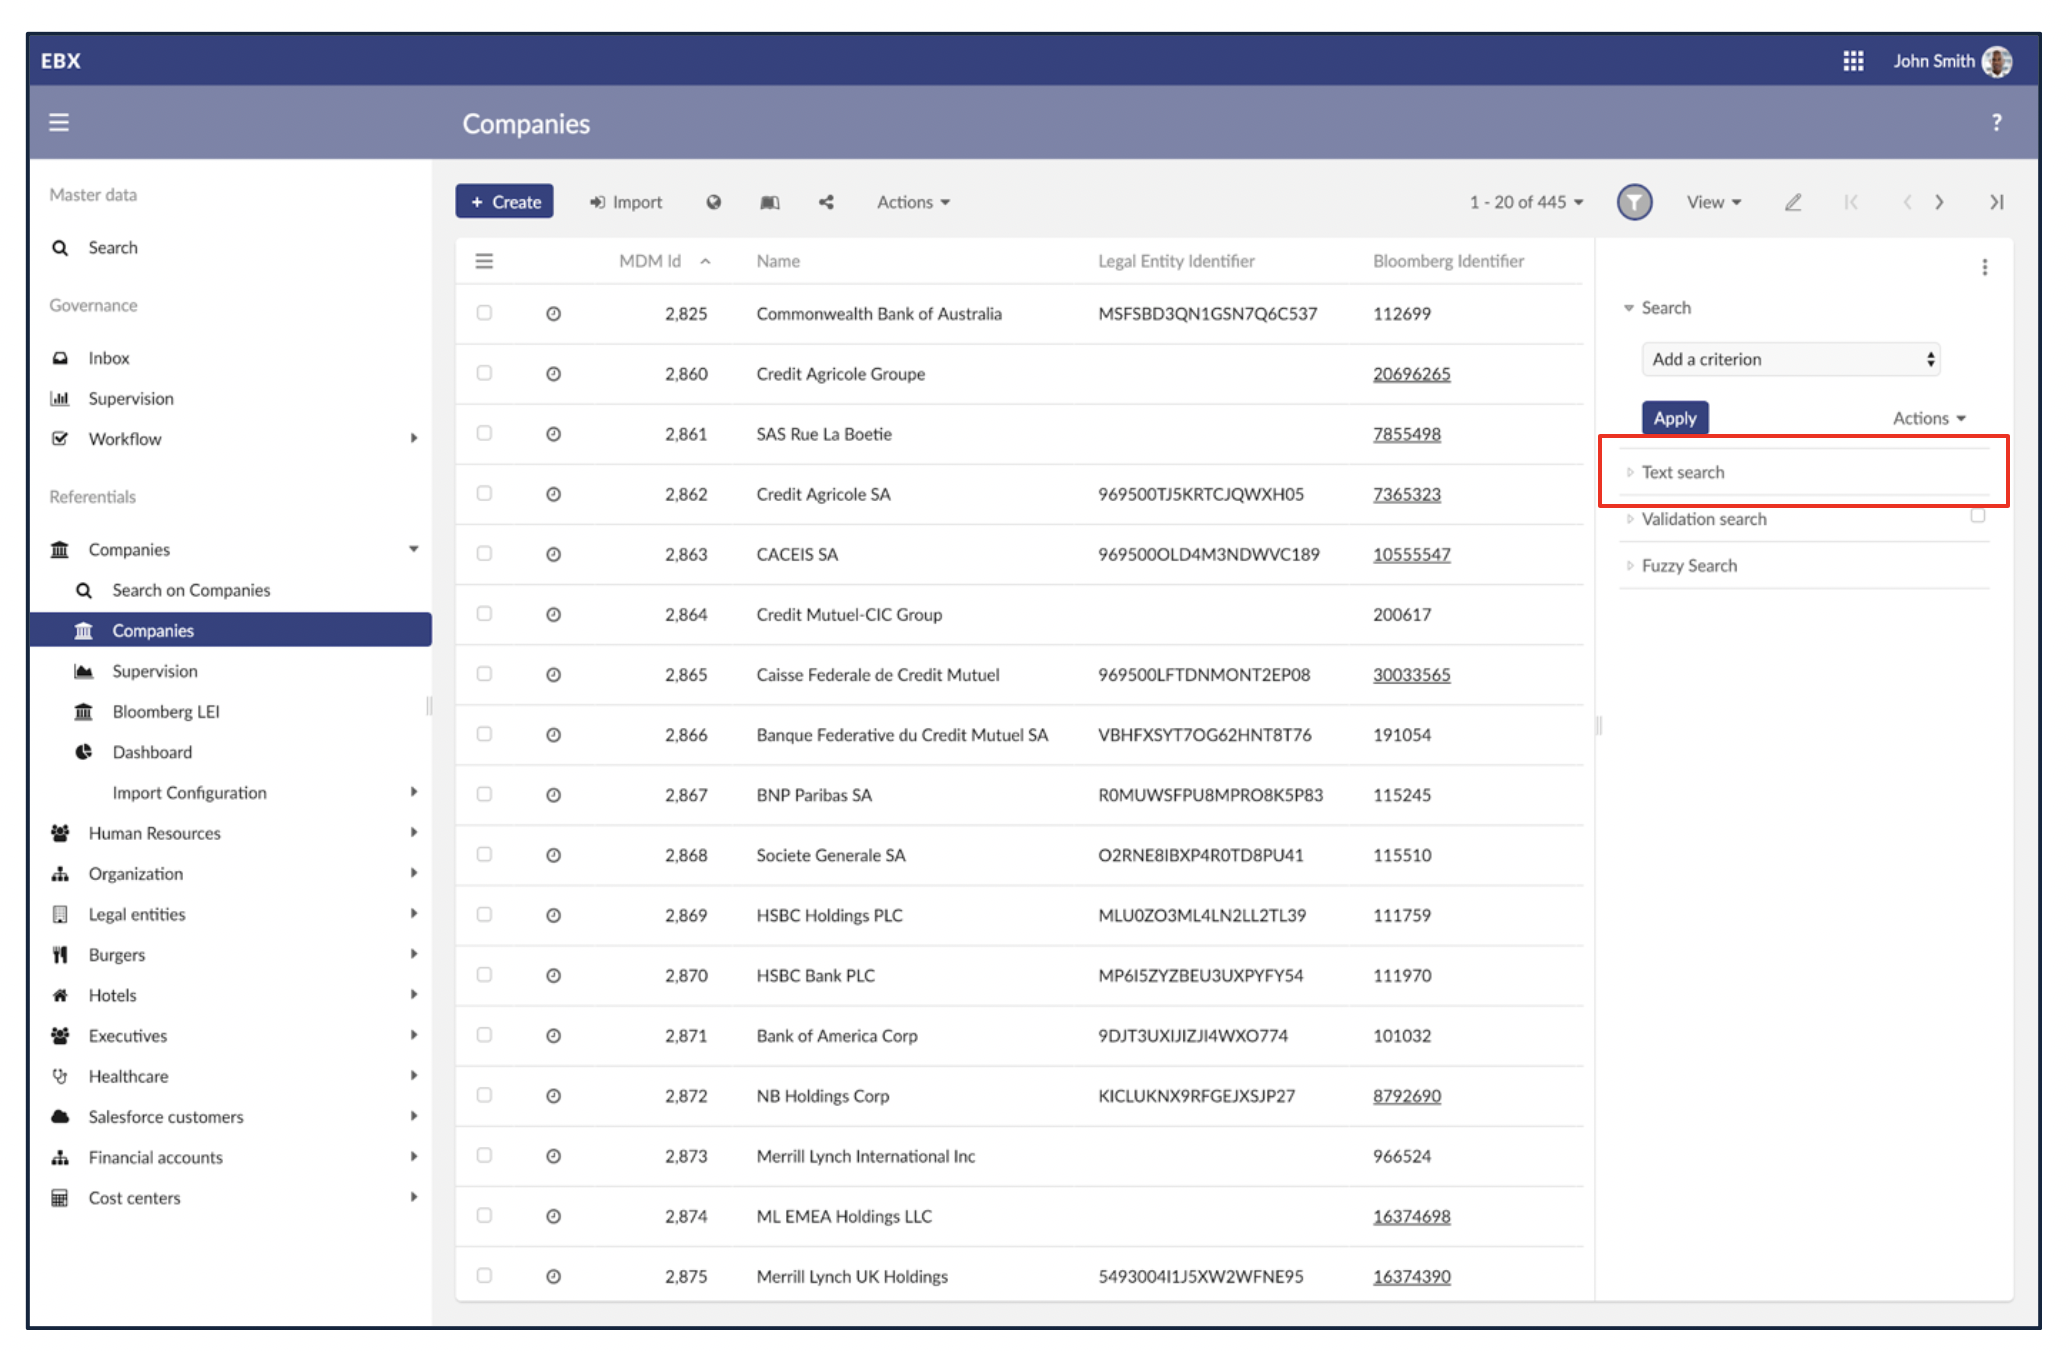 EBX
John Smith
Companies
?
Master data
Search
Governance
Inbox
Supervision
Workflow
Referentials
Companies
Search on Companies
Companies
Supervision
Bloomberg LEI
Dashboard
Import Configuration
Human Resources
Organization
Legal entities
Burgers
Hotels
Executives
Healthcare
Salesforce customers
Financial accounts
Cost centers
+ Create Import Actions 1 - 20 of 445 View
MDM Id Name Legal Entity Identifier Bloomberg Identifier
2,825 Commonwealth Bank of Australia MSFSBD3QN1GSN7Q6C537 112699
2,860 Credit Agricole Groupe 20696265
2,861 SAS Rue La Boetie 7855498
2,862 Credit Agricole SA 969500TJ5KRTCJQWXH05 7365323
2,863 CACEIS SA 969500OLD4M3NDWVC189 10555547
2,864 Credit Mutuel-CIC Group 200617
2,865 Caisse Federale de Credit Mutuel 969500LFTDNMONT2EP08 30033565
2,866 Banque Federative du Credit Mutuel SA VBHFXSYT7OG62HNT8T76 191054
2,867 BNP Paribas SA R0MUWSFPU8MPRO8K5P83 115245
2,868 Societe Generale SA O2RNE8IBXP4R0TD8PU41 115510
2,869 HSBC Holdings PLC MLU0ZO3ML4LN2LL2TL39 111759
2,870 HSBC Bank PLC MP6I5ZYZBEU3UXPYFY54 111970
2,871 Bank of America Corp 9DJT3UXIJIZJI4WXO774 101032
2,872 NB Holdings Corp KICLUKNX9RFGEJXSJP27 8792690
2,873 Merrill Lynch International Inc 966524
2,874 ML EMEA Holdings LLC 16374698
2,875 Merrill Lynch UK Holdings 5493004I1J5XW2WFNE95 16374390
Search
Add a criterion
Apply Actions
Text search
Validation search
Fuzzy Search